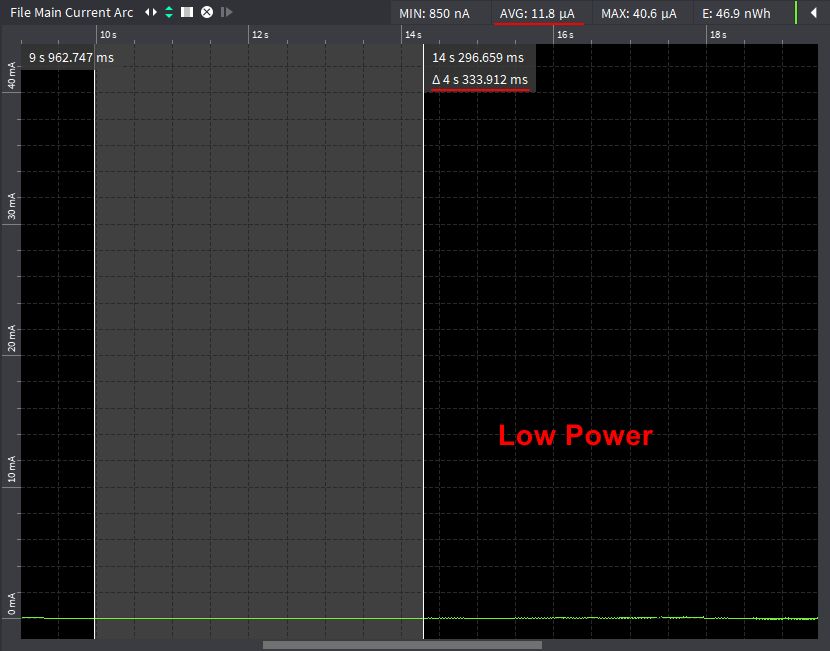 File Main Current Arc
MIN: 850 nA
AVG: 11.8 µA
MAX: 40.6 µA
E: 46.9 nWh
10 s
12 s
14 s
16 s
18 s
9 s 962.747 ms
14 s 296.659 ms
Δ 4 s 333.912 ms
40 mA
30 mA
20 mA
Low Power
10 mA
0 mA